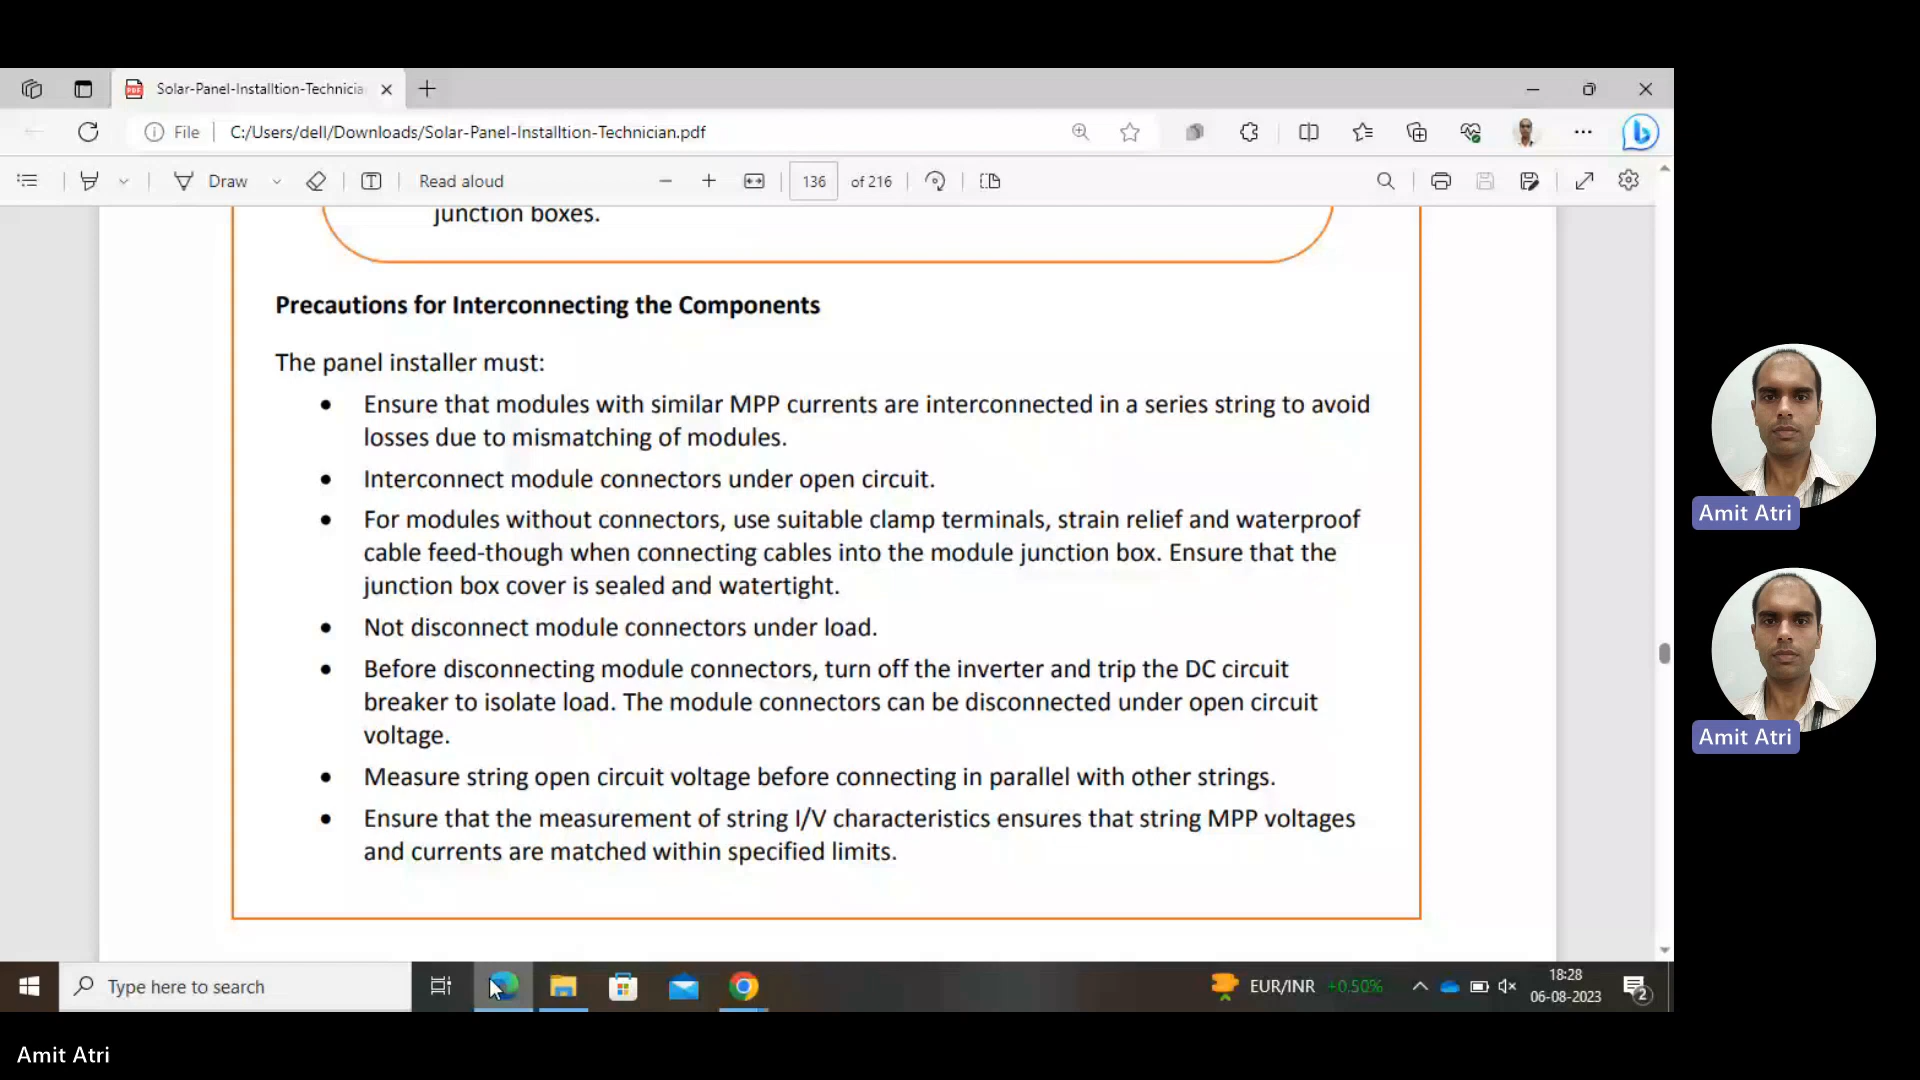 Solar-Panel-Installtion-Technicia
File
C:/Users/dell/Downloads/Solar-Panel-Installtion-Technician.pdf
Draw
Read aloud
136
of 216
junction boxes.
Precautions for Interconnecting the Components
The panel installer must:
• Ensure that modules with similar MPP currents are interconnected in a series string to avoid
losses due to mismatching of modules.
• Interconnect module connectors under open circuit.
• For modules without connectors, use suitable clamp terminals, strain relief and waterproof
cable feed-though when connecting cables into the module junction box. Ensure that the
junction box cover is sealed and watertight.
• Not disconnect module connectors under load.
• Before disconnecting module connectors, turn off the inverter and trip the DC circuit
breaker to isolate load. The module connectors can be disconnected under open circuit
voltage.
• Measure string open circuit voltage before connecting in parallel with other strings.
• Ensure that the measurement of string I/V characteristics ensures that string MPP voltages
and currents are matched within specified limits.
Amit Atri
Amit Atri
Type here to search
EUR/INR +0.50%
18:28
06-08-2023
2
Amit Atri